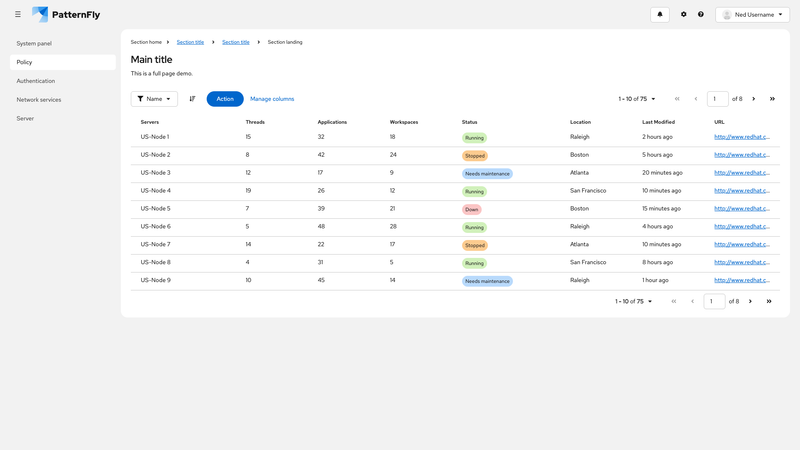 PatternFly
Ned Username
System panel
Policy
Authentication
Network services
Server
Section home Section title Section title Section landing
Main title
This is a full page demo.
Name Action Manage columns 1 - 10 of 75 1 of 8
Servers Threads Applications Workspaces Status Location Last Modified URL
US-Node 1 15 32 18 Running Raleigh 2 hours ago http://www.redhat.c...
US-Node 2 8 42 24 Stopped Boston 5 hours ago http://www.redhat.c...
US-Node 3 12 17 9 Needs maintenance Atlanta 20 minutes ago http://www.redhat.c...
US-Node 4 19 26 12 Running San Francisco 10 minutes ago http://www.redhat.c...
US-Node 5 7 39 21 Down Boston 15 minutes ago http://www.redhat.c...
US-Node 6 5 48 28 Running Raleigh 4 hours ago http://www.redhat.c...
US-Node 7 14 22 17 Stopped Atlanta 10 minutes ago http://www.redhat.c...
US-Node 8 4 31 5 Running San Francisco 8 hours ago http://www.redhat.c...
US-Node 9 10 45 14 Needs maintenance Raleigh 1 hour ago http://www.redhat.c...
1 - 10 of 75 1 of 8